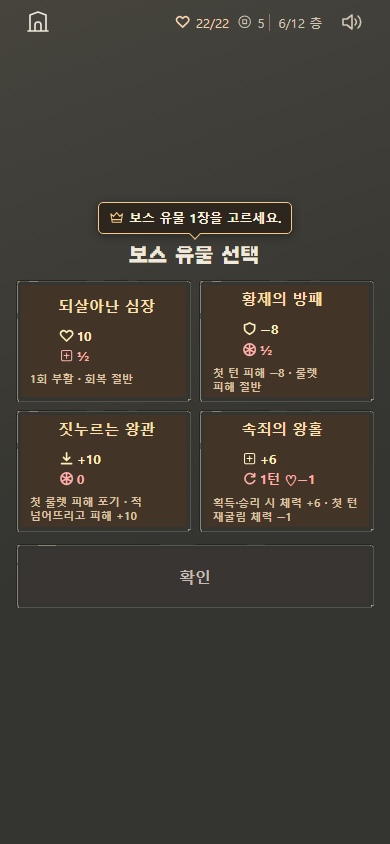 22/22 5 6/12 층
보스 유물 1장을 고르세요.
보스 유물 선택
되살아난 심장
10
½
1회 부활 · 회복 절반
황제의 방패
−8
½
첫 턴 피해 −8 · 룰렛
피해 절반
짓누르는 왕관
+10
0
첫 룰렛 피해 포기 · 적
넘어뜨리고 피해 +10
속죄의 왕홀
+6
1턴 ♡−1
획득·승리 시 체력 +6 · 첫 턴
재굴림 체력 −1
확인